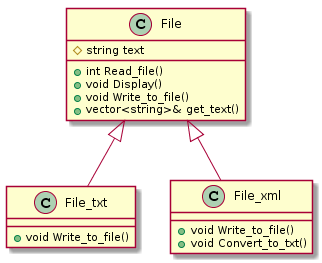 C File
string text
int Read_file()
void Display()
void Write_to_file()
vector<string>& get_text()
C File_txt
void Write_to_file()
C File_xml
void Write_to_file()
void Convert_to_txt()